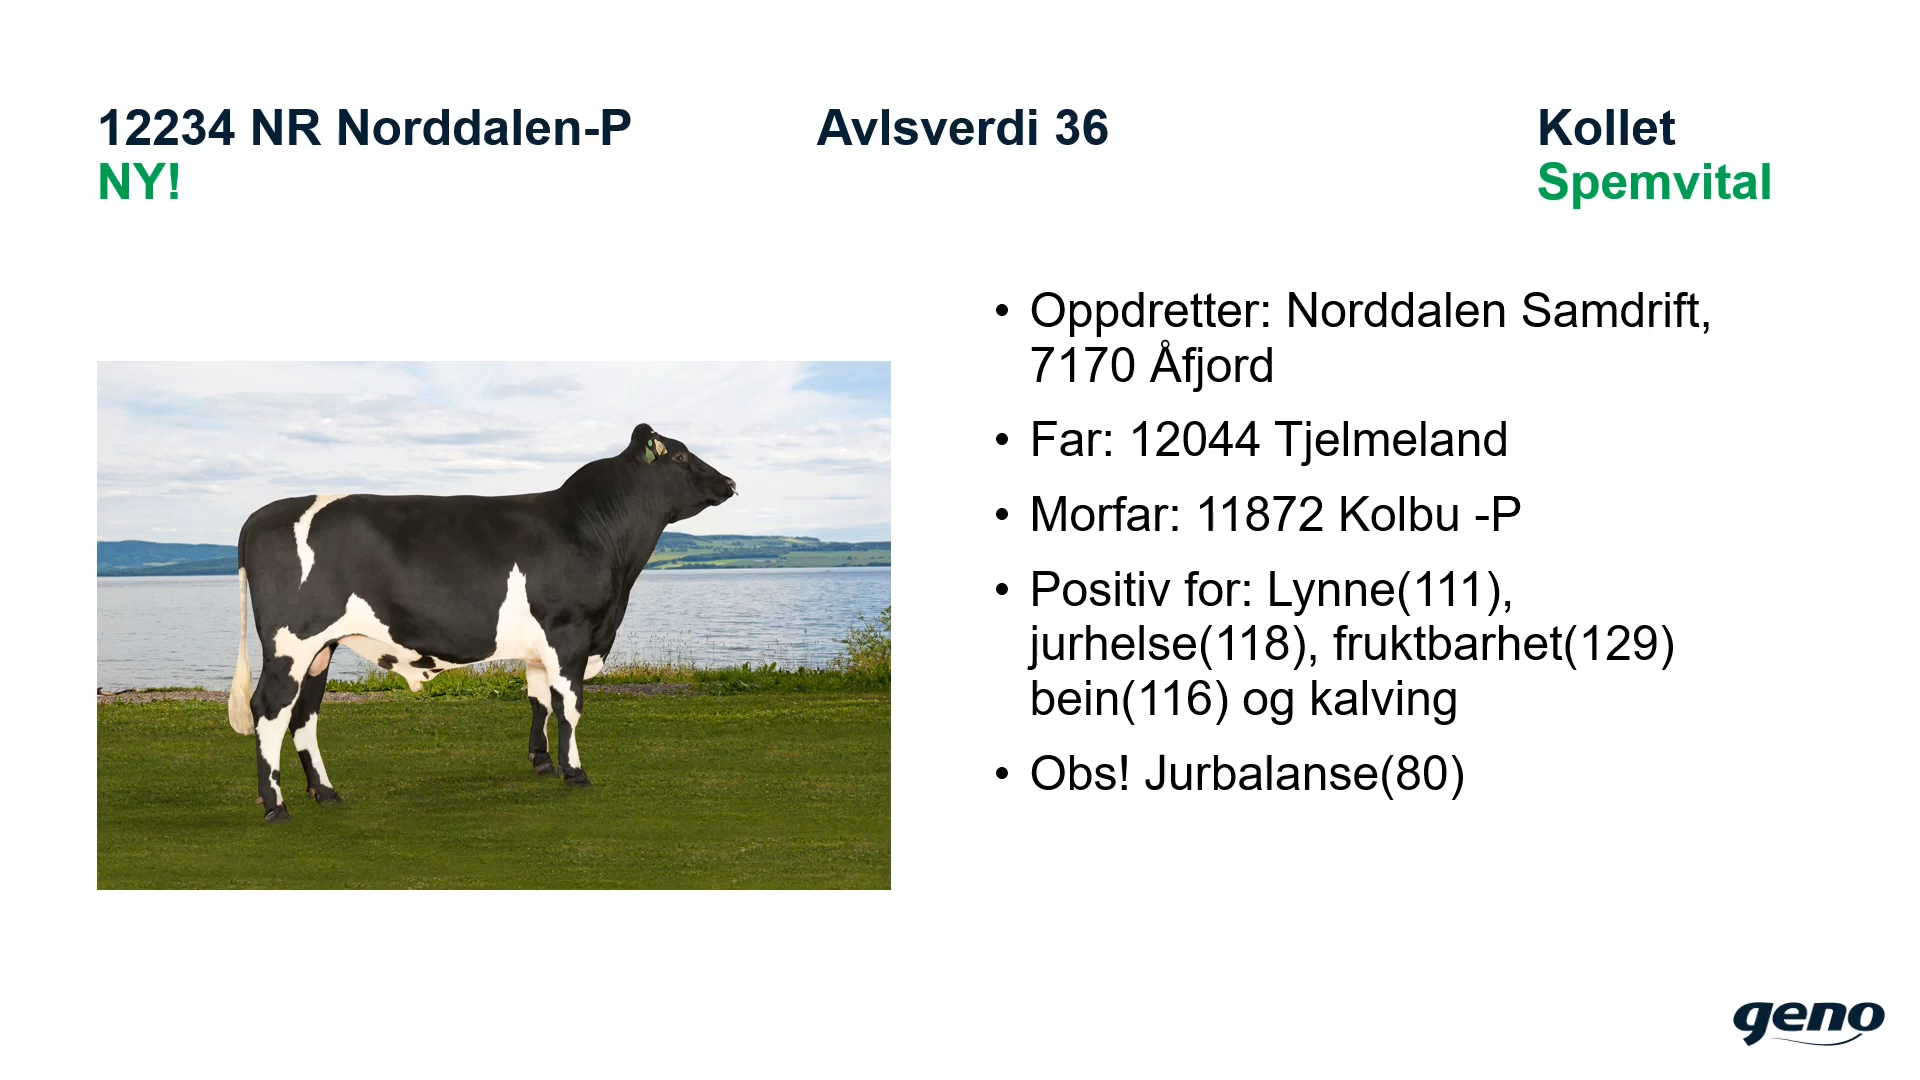 12234 NR Norddalen-P
NY!
Avlsverdi 36
Kollet
Spemvital
• Oppdretter: Norddalen Samdrift,
7170 Åfjord
• Far: 12044 Tjelmeland
• Morfar: 11872 Kolbu -P
• Positiv for: Lynne(111),
jurhelse(118), fruktbarhet(129)
bein(116) og kalving
• Obs! Jurbalanse(80)
geno